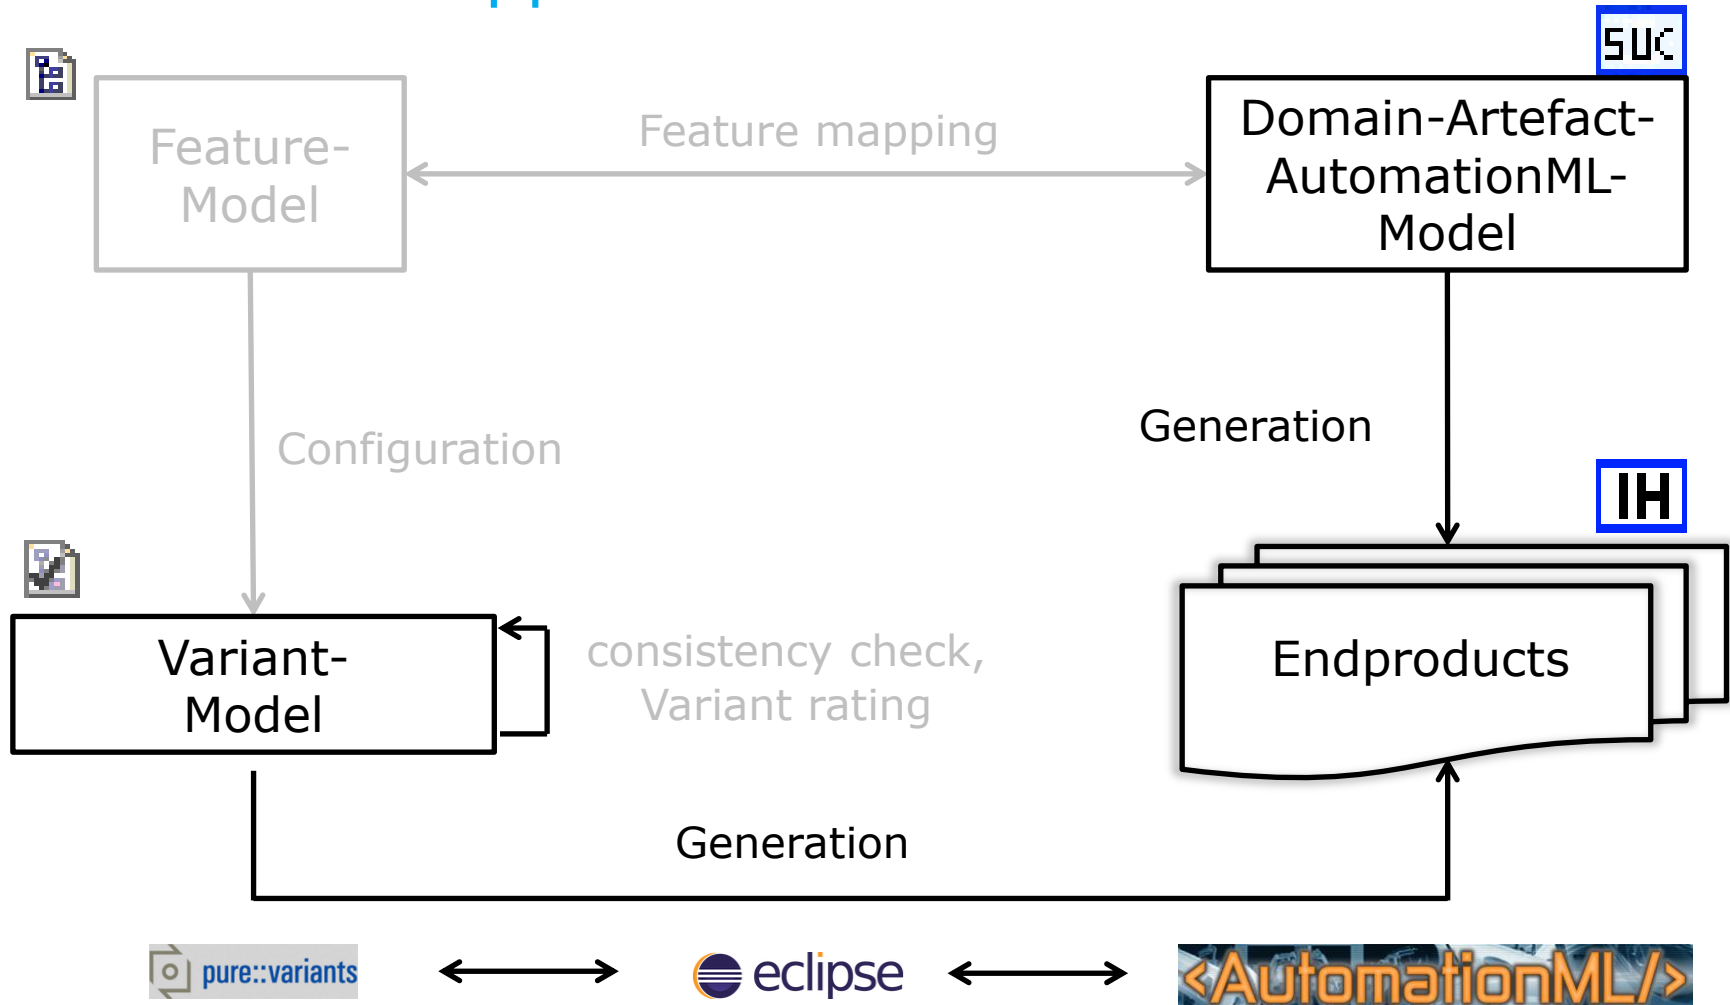 SUC
Feature-
Model
Feature mapping
Domain-Artefact-
AutomationML-
Model
Configuration
Generation
IH
Variant-
Model
consistency check,
Variant rating
Endproducts
Generation
pure::variants
eclipse
<AutomationML/>